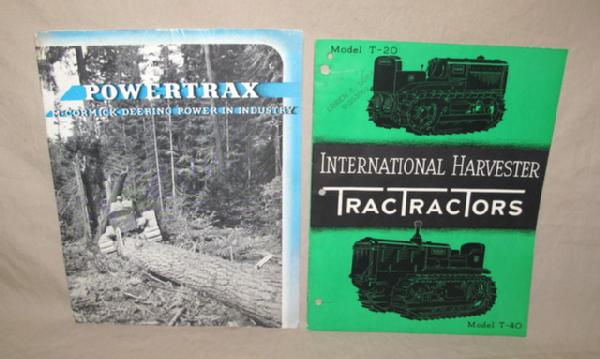 POWERTRAX
McCORMICK-DEERING POWER IN INDUSTRY
Model T-20
INTERNATIONAL HARVESTER
TRACTRACTORS
Model T-40